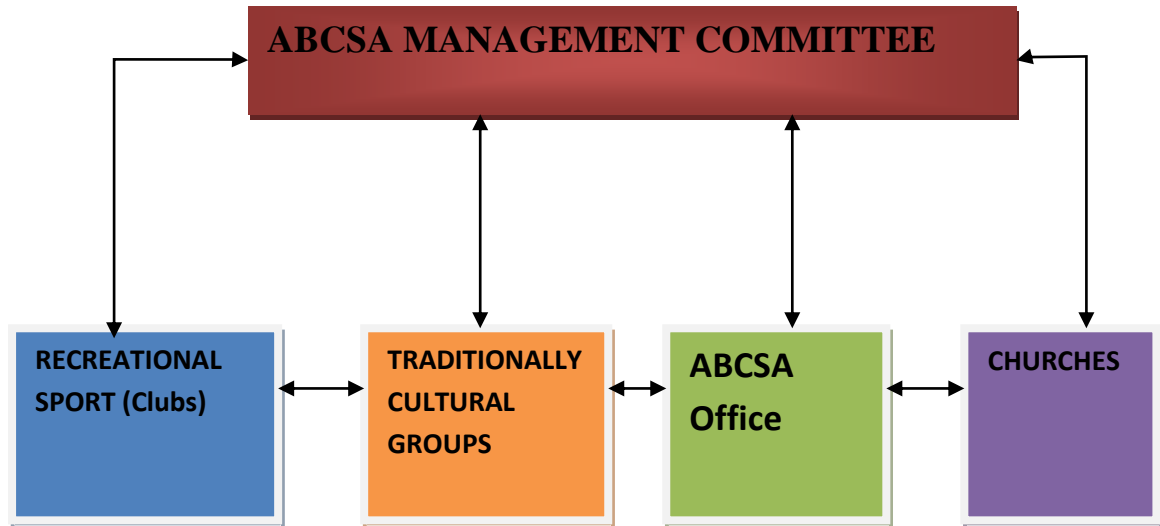 ABCSA MANAGEMENT COMMITTEE
RECREATIONAL
SPORT (Clubs)
TRADITIONALLY
CULTURAL
GROUPS
ABCSA
Office
CHURCHES